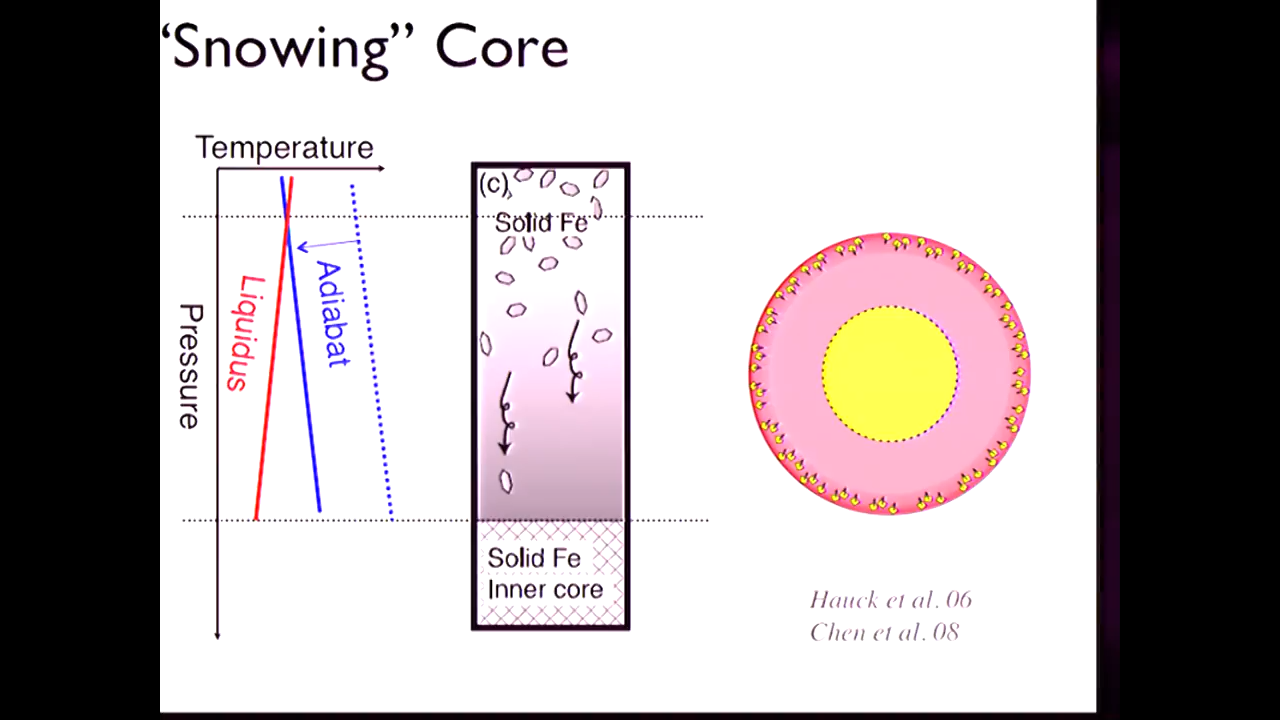 ‘Snowing” Core
Temperature
Pressure
Liquidus
Adiabat
(c)
Solid Fe
Solid Fe
Inner core
Hauck et al. 06
Chen et al. 08